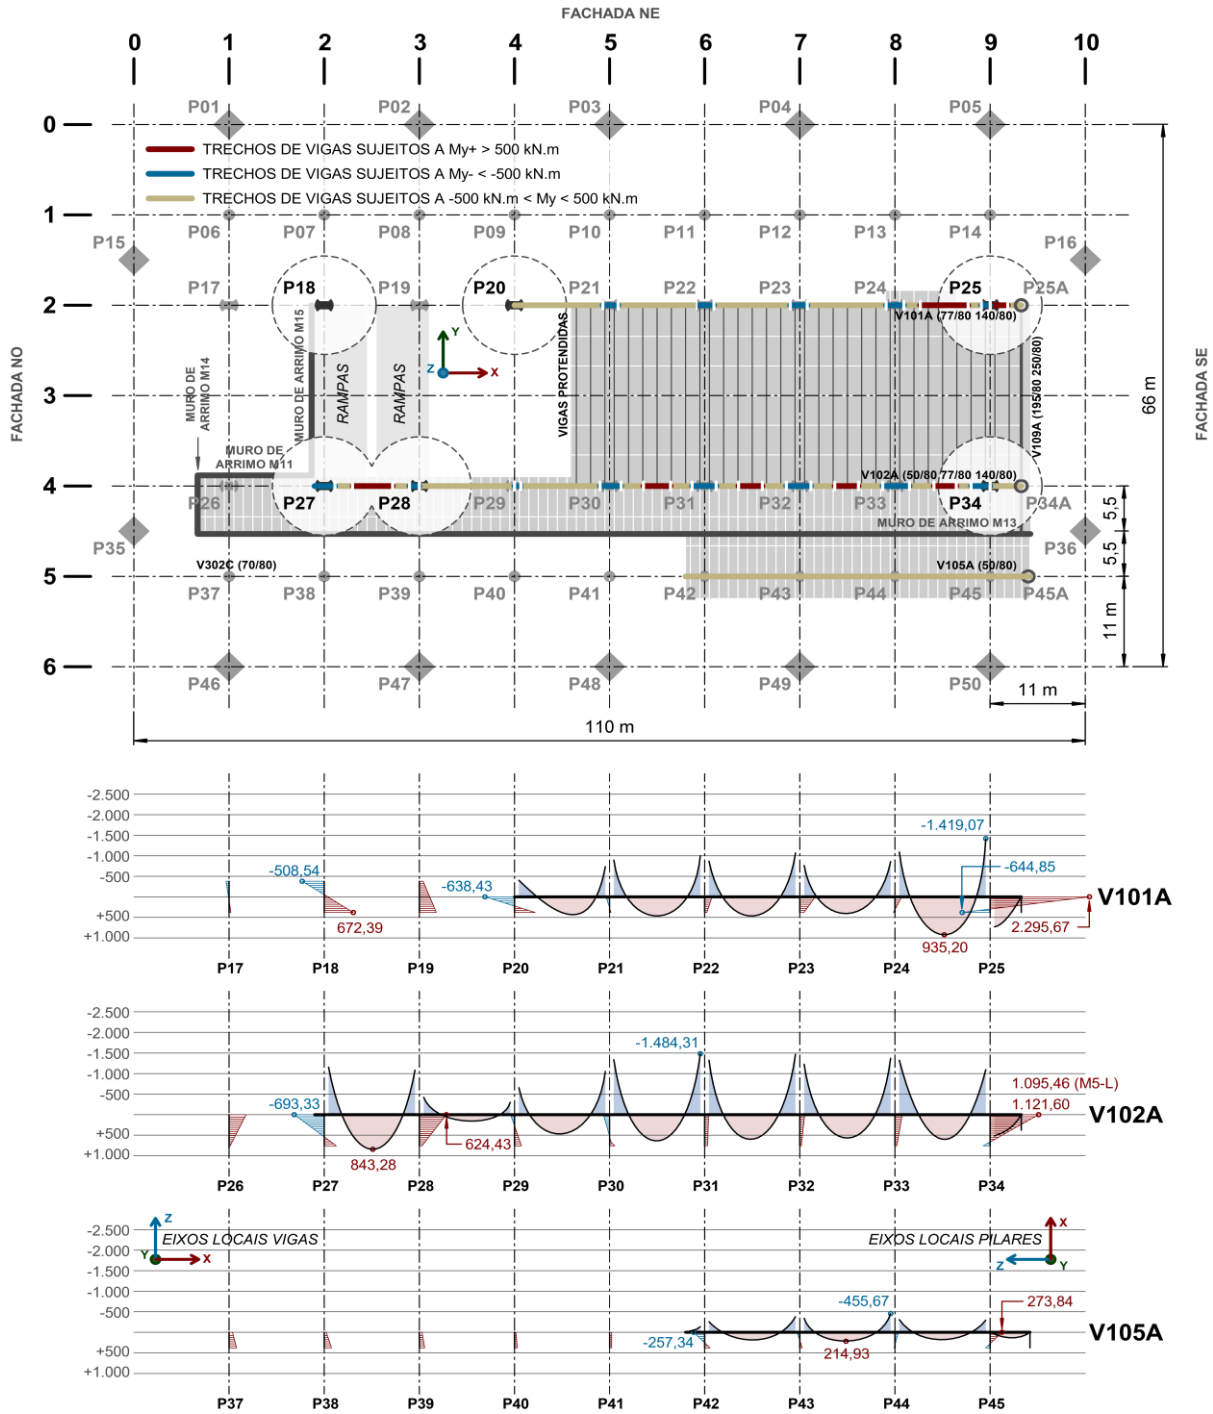 FACHADA NE
0 1 2 3 4 5 6 7 8 9 10
P01 P02 P03 P04 P05
0
TRECHOS DE VIGAS SUJEITOS A My+ > 500 kN.m
TRECHOS DE VIGAS SUJEITOS A My- < -500 kN.m
TRECHOS DE VIGAS SUJEITOS A -500 kN.m < My < 500 kN.m
1
P15 P06 P07 P08 P09 P10 P11 P12 P13 P14 P16
P17 P18 P19 P20 P21 P22 P23 P24 P25 P25A
2
V101A (77/80 140/80)
Y
Z X
MURO DE ARRIMO M15
MURO DE
ARRIMO M14
RAMPAS
RAMPAS
VIGAS PROTENDIDAS
V109A (195/80 250/80)
FACHADA NO
FACHADA SE
66 m
3
MURO DE
ARRIMO M11
V102A (50/80 77/80 140/80)
4
P26 P27 P28 P29 P30 P31 P32 P33 P34 P34A
MURO DE ARRIMO M13
5,5
P35 P36
V302C (70/80)
V105A (50/80)
5,5
5
P37 P38 P39 P40 P41 P42 P43 P44 P45 P45A
11 m
6
P46 P47 P48 P49 P50
11 m
110 m
-2.500
-2.000
-1.500
-1.000
-500
+500
+1.000
-508,54
672,39
-638,43
-1.419,07
-644,85
935,20
2.295,67
V101A
P17 P18 P19 P20 P21 P22 P23 P24 P25
-2.500
-2.000
-1.500
-1.000
-500
+500
+1.000
-693,33
843,28
624,43
-1.484,31
1.095,46 (M5-L)
1.121,60
V102A
P26 P27 P28 P29 P30 P31 P32 P33 P34
Z
Y X
EIXOS LOCAIS VIGAS
EIXOS LOCAIS PILARES
X
Z Y
-2.500
-2.000
-1.500
-1.000
-500
+500
+1.000
-257,34
-455,67
214,93
273,84
V105A
P37 P38 P39 P40 P41 P42 P43 P44 P45